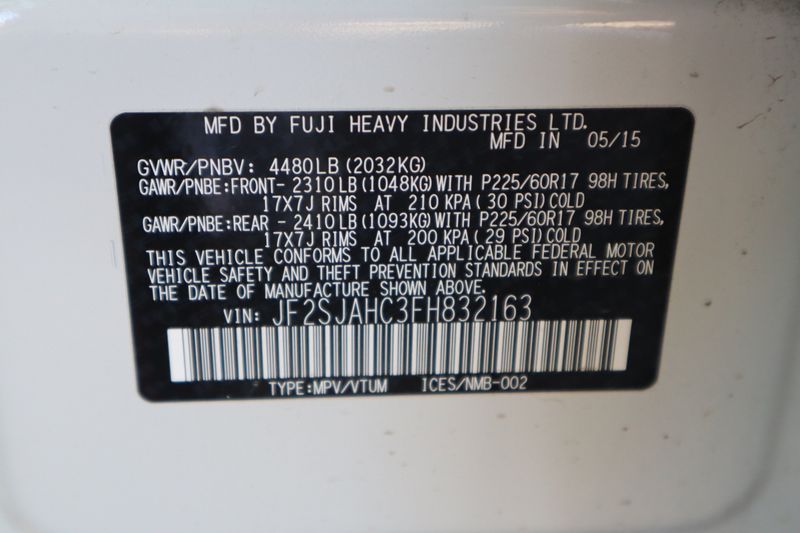 MFD BY FUJI HEAVY INDUSTRIES LTD.
MFD IN 05/15
GVWR/PNBV: 4480LB (2032KG)
GAWR/PNBE:FRONT- 2310 LB (1048KG) WITH P225/60R17 98H TIRES,
17X7J RIMS AT 210 KPA ( 30 PSI) COLD
GAWR/PNBE:REAR - 2410 LB (1093KG) WITH P225/60R17 98H TIRES,
17X7J RIMS AT 200 KPA ( 29 PSI) COLD
THIS VEHICLE CONFORMS TO ALL APPLICABLE FEDERAL MOTOR
VEHICLE SAFETY AND THEFT PREVENTION STANDARDS IN EFFECT ON
THE DATE OF MANUFACTURE SHOWN ABOVE.
VIN: JF2SJAHC3FH832163
TYPE:MPV/VTUM ICES/NMB-002